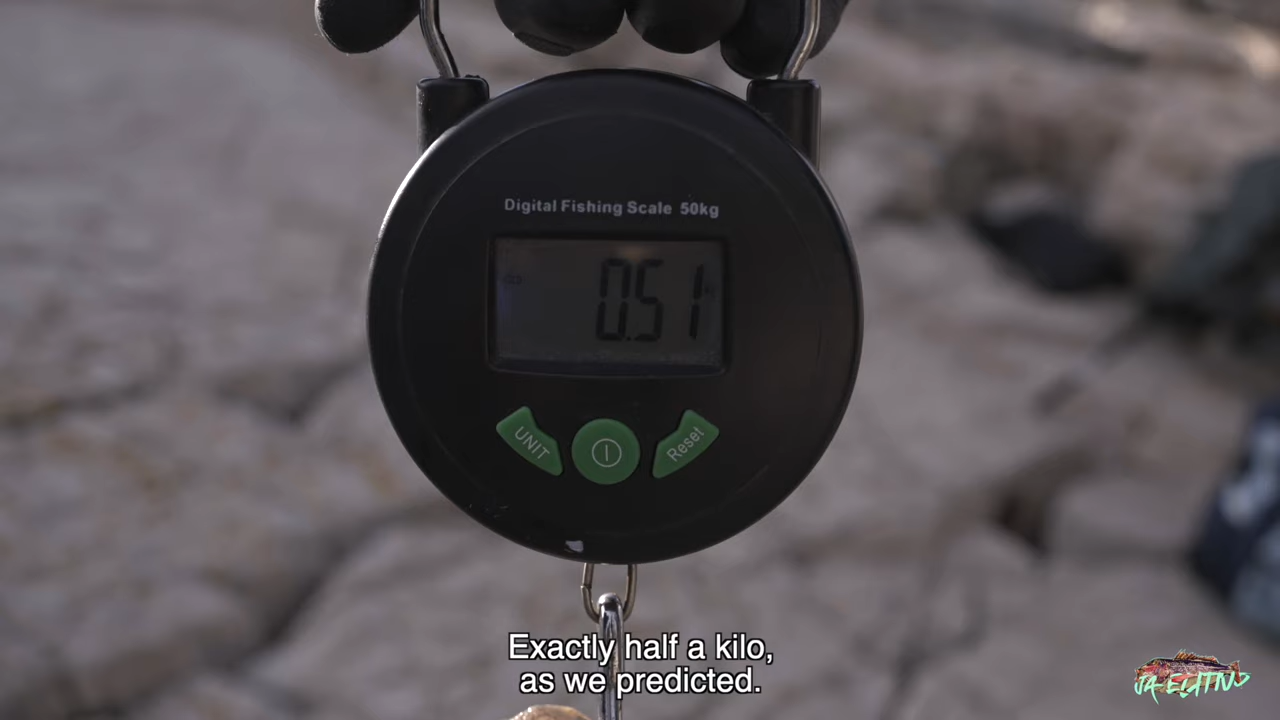 Digital Fishing Scale 50kg
0.51
UNIT
Reset
Exactly half a kilo,
as we predicted.